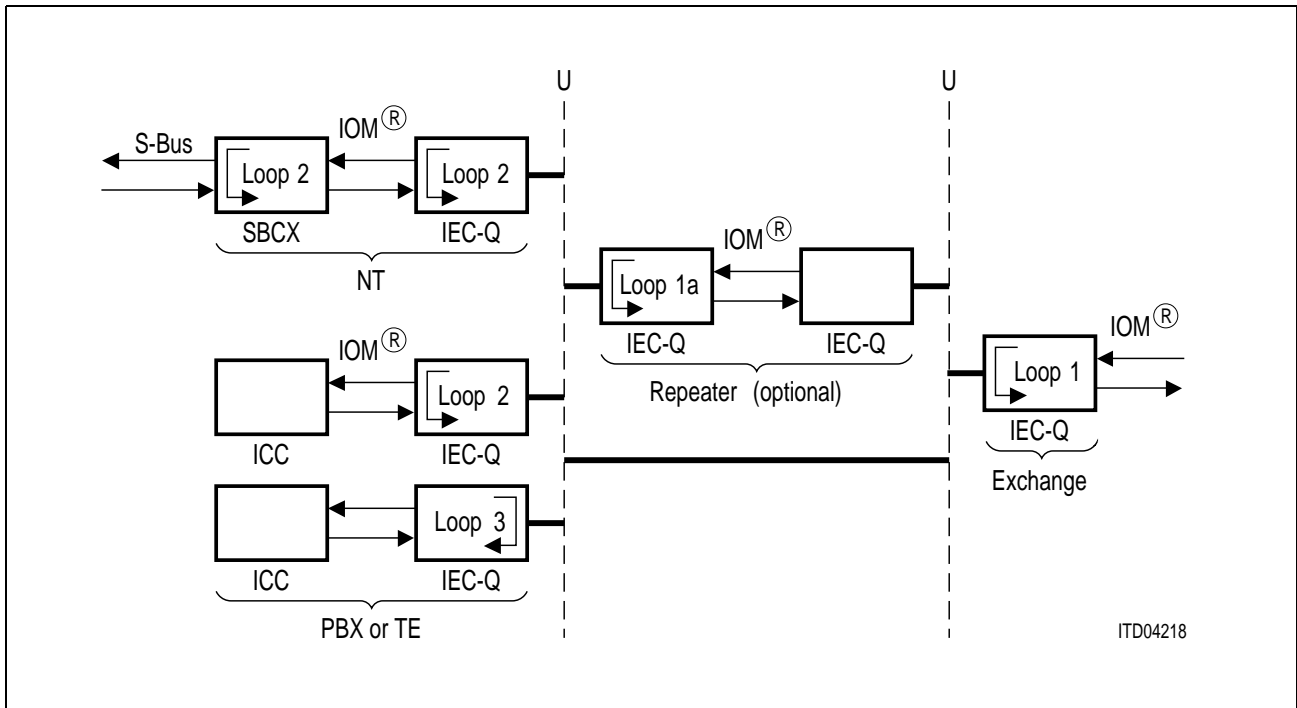 U
U
S-Bus
IOM®
Loop 2
Loop 2
SBCX
IEC-Q
NT
IOM®
Loop 1a
IEC-Q
IEC-Q
Repeater (optional)
IOM®
Loop 1
IEC-Q
Exchange
IOM®
Loop 2
ICC
IEC-Q
Loop 3
ICC
IEC-Q
PBX or TE
ITD04218